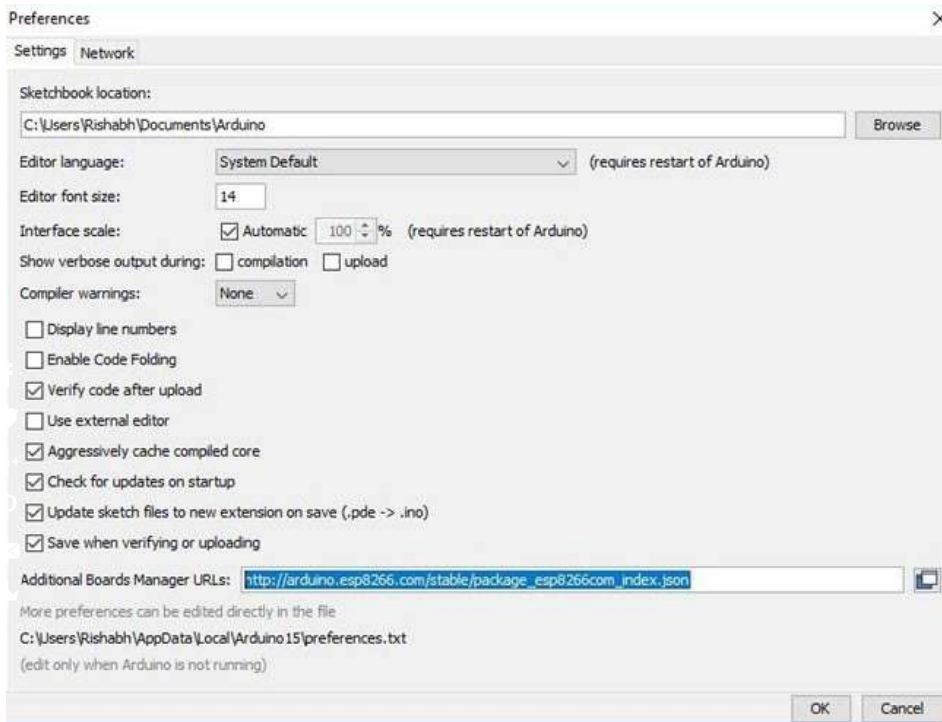 Preferences
Settings Network
Sketchbook location:
C:\Users\Rishabh\Documents\Arduino Browse
Editor language: System Default (requires restart of Arduino)
Editor font size: 14
Interface scale: Automatic 100 % (requires restart of Arduino)
Show verbose output during: compilation upload
Compiler warnings: None
Display line numbers
Enable Code Folding
Verify code after upload
Use external editor
Aggressively cache compiled core
Check for updates on startup
Update sketch files to new extension on save (.pde -> .ino)
Save when verifying or uploading
Additional Boards Manager URLs: http://arduino.esp8266.com/stable/package_esp8266com_index.json
More preferences can be edited directly in the file
C:\Users\Rishabh\AppData\Local\Arduino15\preferences.txt
(edit only when Arduino is not running)
OK Cancel